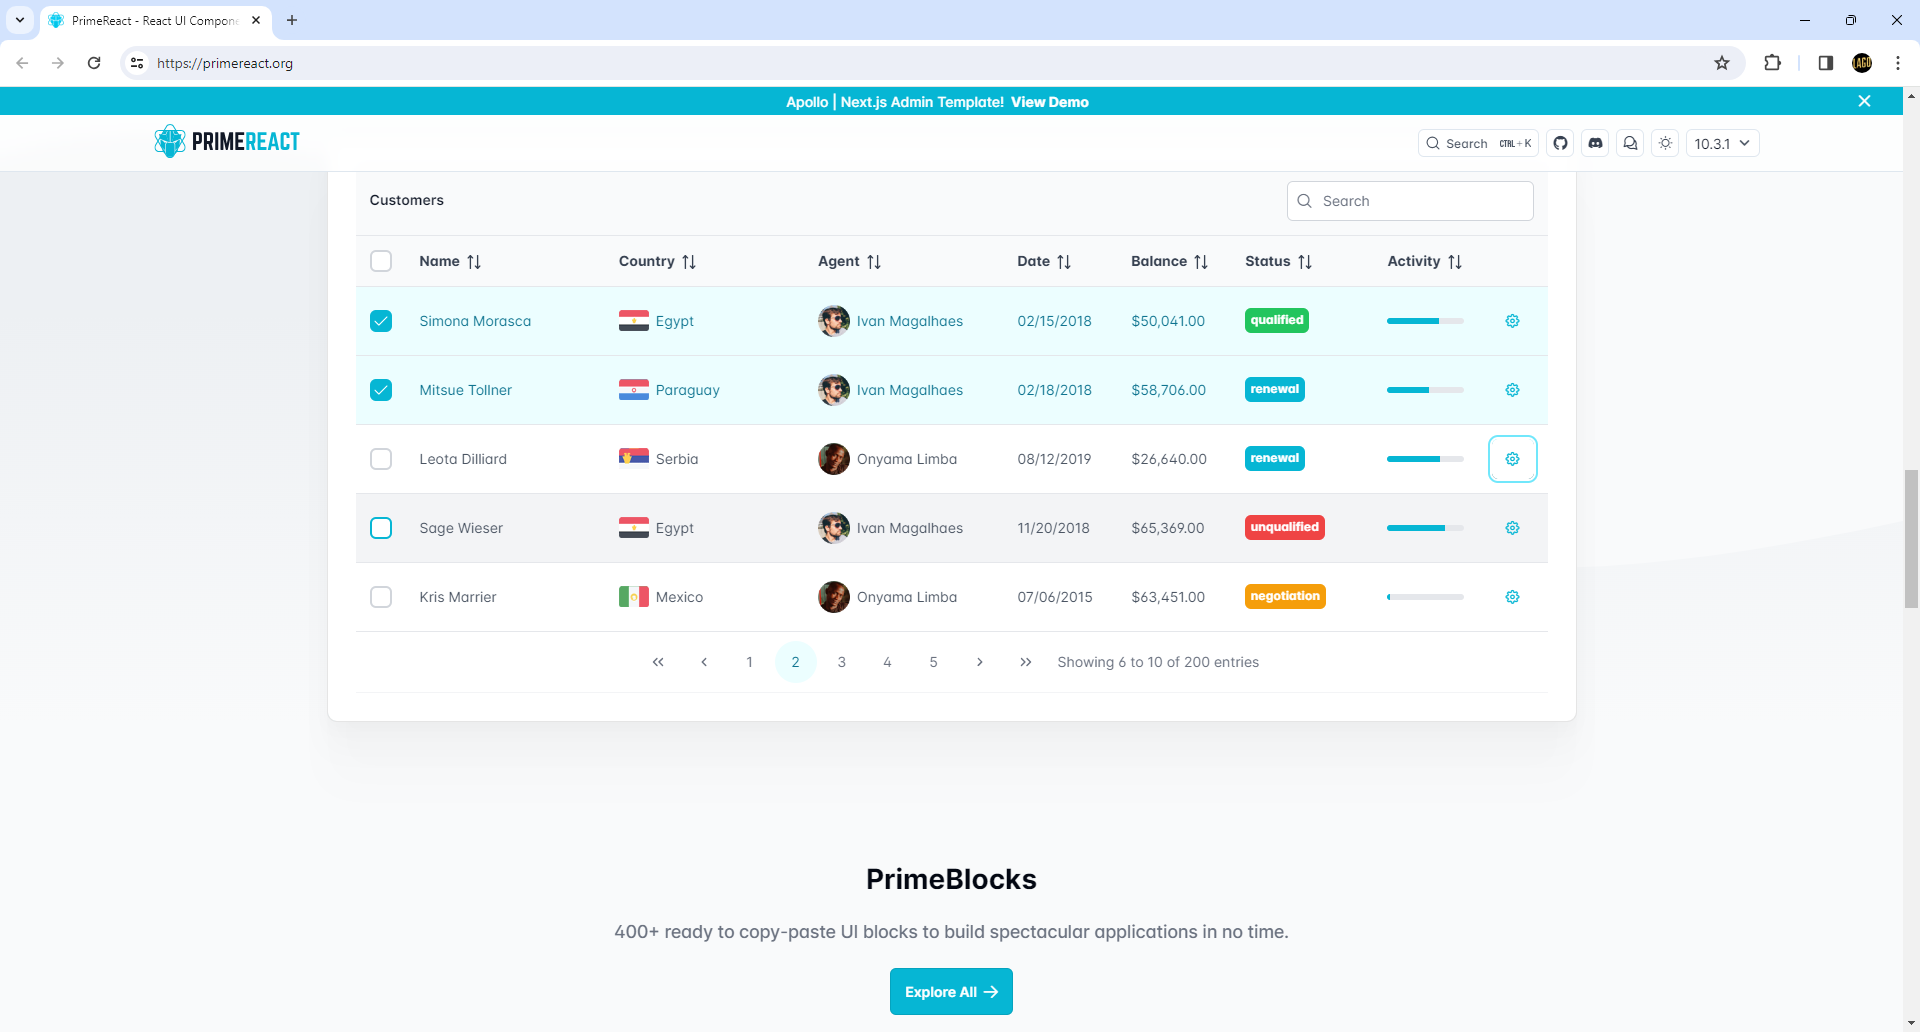 PrimeReact - React UI Compone
https://primereact.org
Apollo | Next.js Admin Template! View Demo
PRIMEREACT
Search CTRL+K
10.3.1
Customers
Search
Name Country Agent Date Balance Status Activity
Simona Morasca Egypt Ivan Magalhaes 02/15/2018 $50,041.00 qualified
Mitsue Tollner Paraguay Ivan Magalhaes 02/18/2018 $58,706.00 renewal
Leota Dilliard Serbia Onyama Limba 08/12/2019 $26,640.00 renewal
Sage Wieser Egypt Ivan Magalhaes 11/20/2018 $65,369.00 unqualified
Kris Marrier Mexico Onyama Limba 07/06/2015 $63,451.00 negotiation
1 2 3 4 5 Showing 6 to 10 of 200 entries
PrimeBlocks
400+ ready to copy-paste UI blocks to build spectacular applications in no time.
Explore All